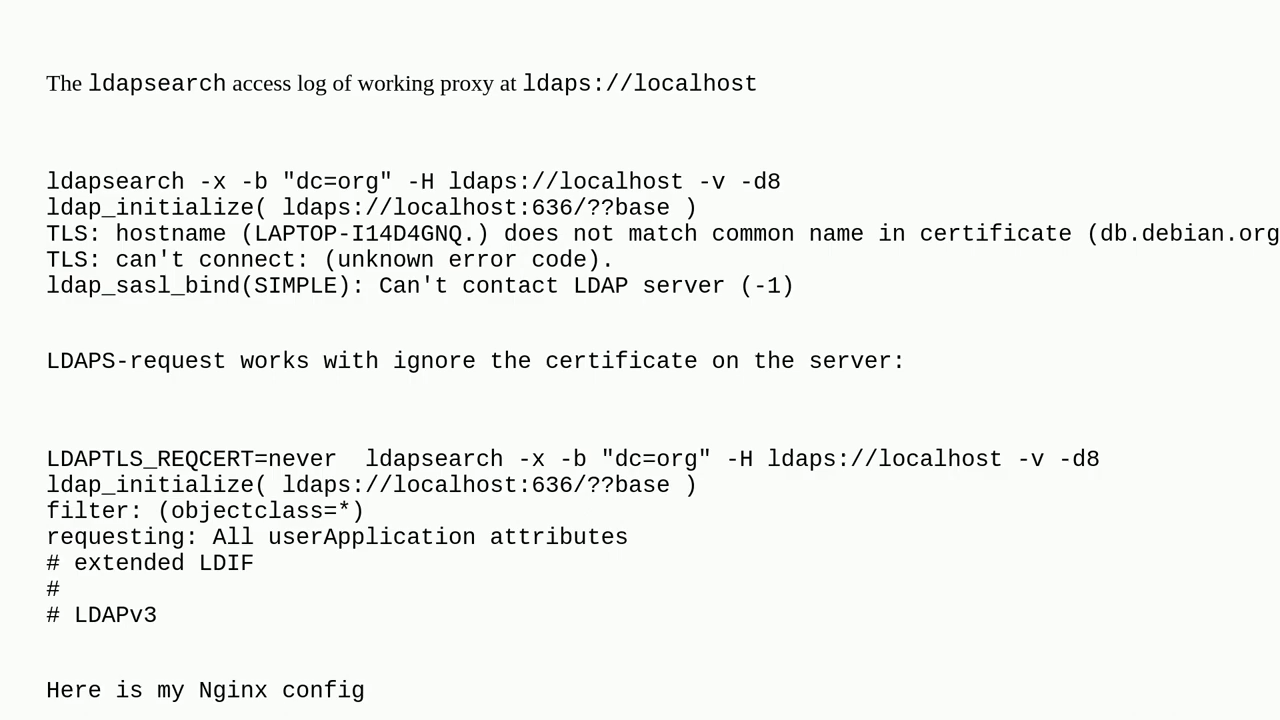 The ldapsearch access log of working proxy at ldaps://localhost
ldapsearch -x -b "dc=org" -H ldaps://localhost -v -d8
ldap_initialize( ldaps://localhost:636/??base )
TLS: hostname (LAPTOP-I14D4GNQ.) does not match common name in certificate (db.debian.org
TLS: can't connect: (unknown error code).
ldap_sasl_bind(SIMPLE): Can't contact LDAP server (-1)
LDAPS-request works with ignore the certificate on the server:
LDAPTLS_REQCERT=never  ldapsearch -x -b "dc=org" -H ldaps://localhost -v -d8
ldap_initialize( ldaps://localhost:636/??base )
filter: (objectclass=*)
requesting: All userApplication attributes
# extended LDIF
#
# LDAPv3
Here is my Nginx config